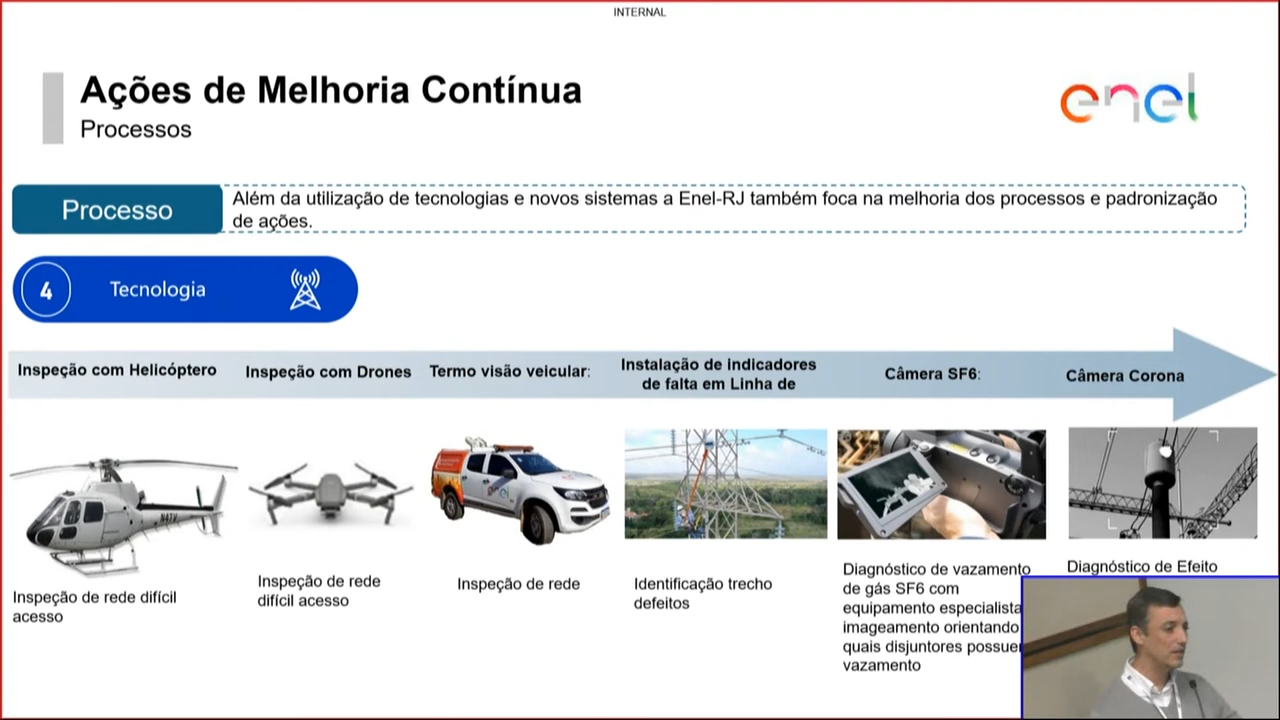 INTERNAL
Ações de Melhoria Contínua
Processos
enel
Processo
Além da utilização de tecnologias e novos sistemas a Enel-RJ também foca na melhoria dos processos e padronização
de ações.
4
Tecnologia
Inspeção com Helicóptero
Inspeção com Drones
Termo visão veicular:
Instalação de indicadores
de falta em Linha de
Câmera SF6:
Câmera Corona
Inspeção de rede difícil
acesso
Inspeção de rede
difícil acesso
Inspeção de rede
Identificação trecho
defeitos
Diagnóstico de vazamento
de gás SF6 com
equipamento especialista
imageamento orientando
quais disjuntores possue
vazamento
Diagnóstico de Efeito